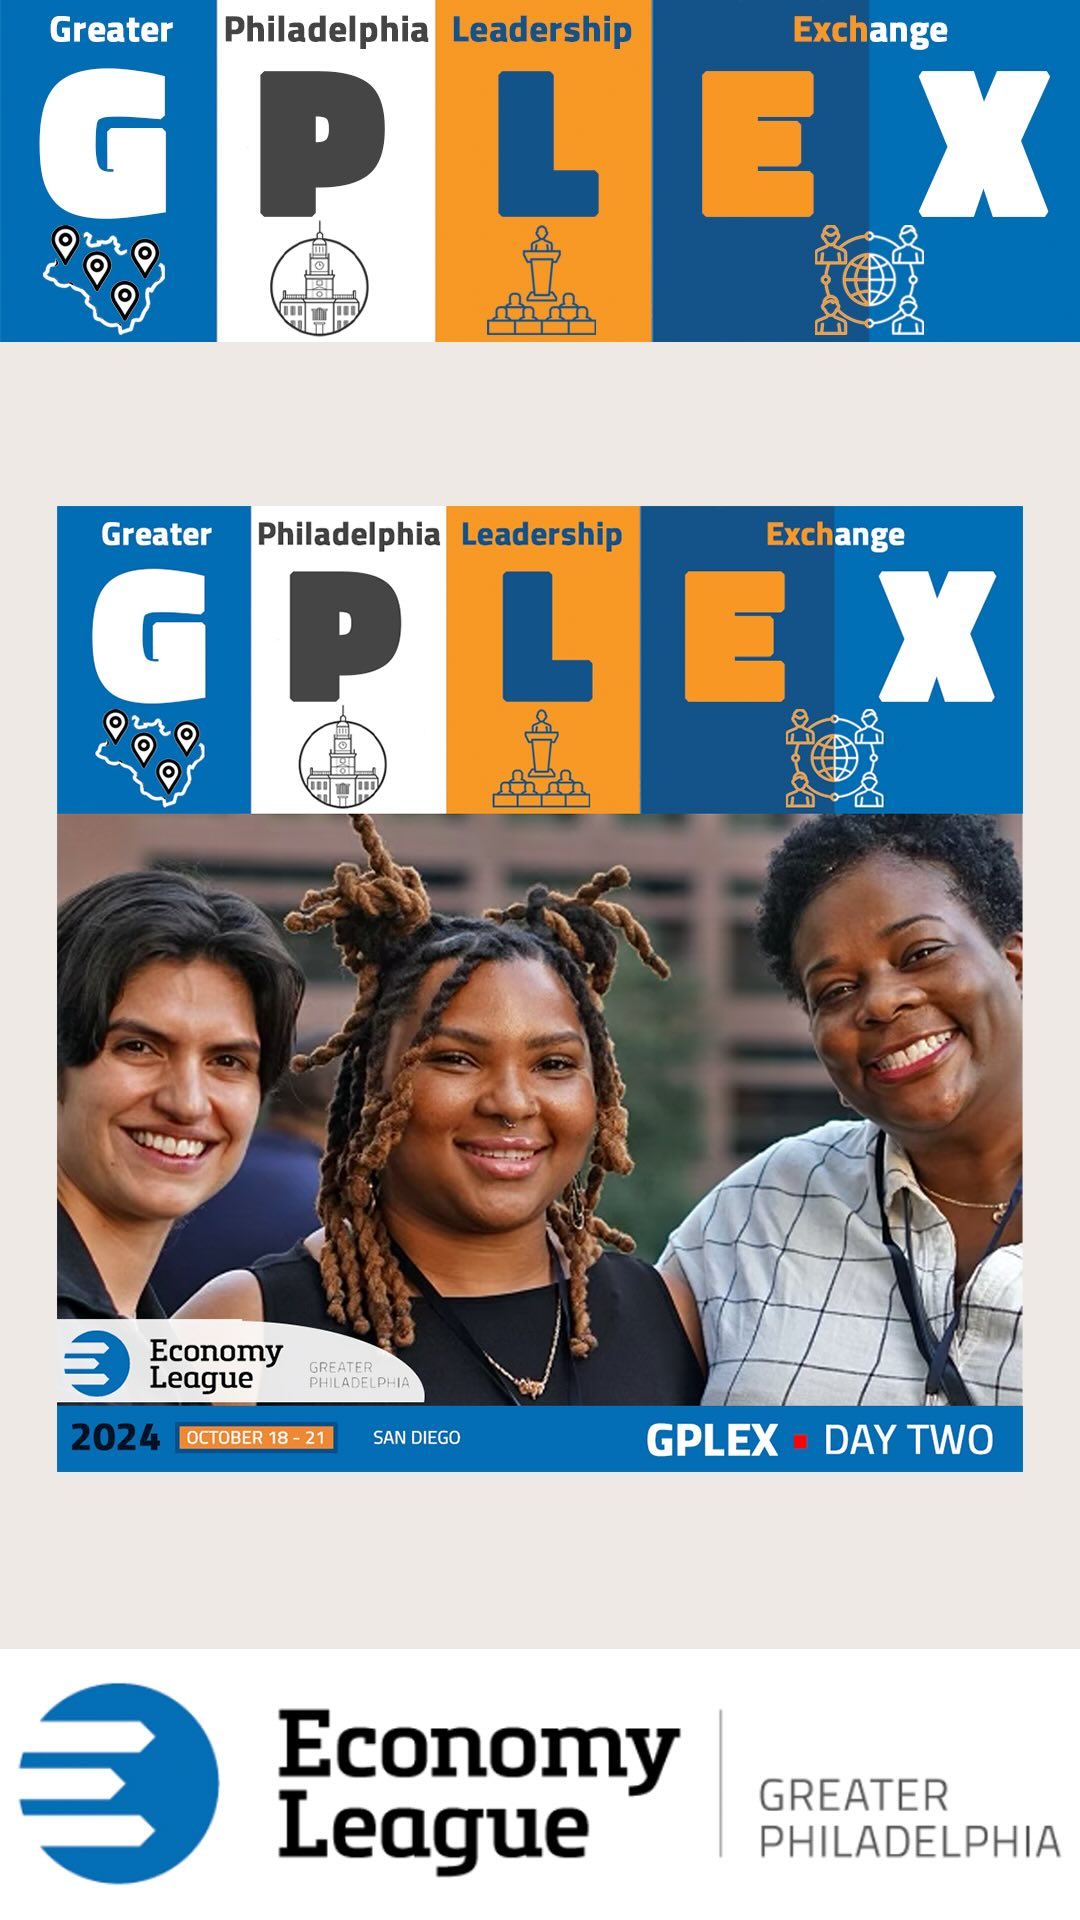 Greater Philadelphia Leadership Exchange
G P L E X
Greater Philadelphia Leadership Exchange
G P L E X
Economy
League
GREATER
PHILADELPHIA
2024 OCTOBER 18 - 21 SAN DIEGO GPLEX ▪ DAY TWO
Economy
League
GREATER
PHILADELPHIA